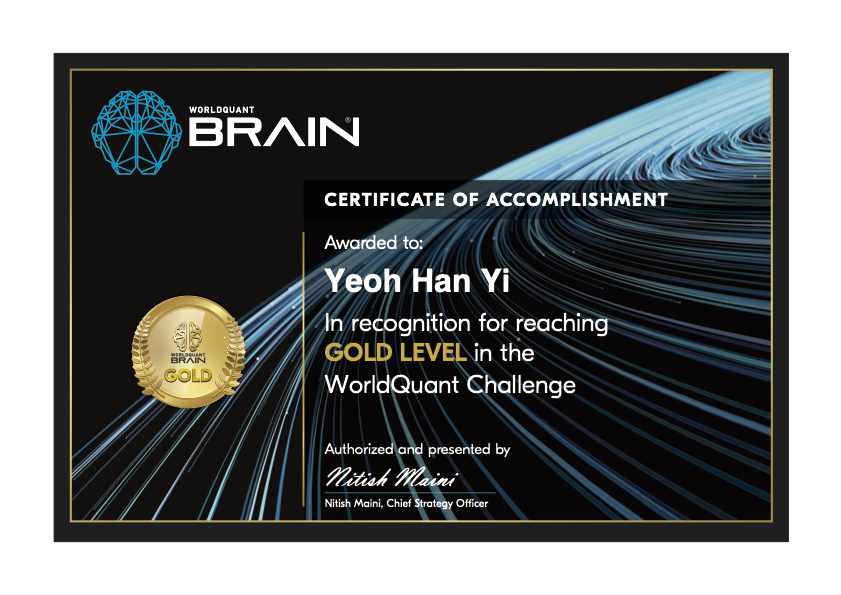 WORLDQUANT
BRAIN®
CERTIFICATE OF ACCOMPLISHMENT
Awarded to:
Yeoh Han Yi
In recognition for reaching
GOLD LEVEL in the
WorldQuant Challenge
WORLDQUANT
BRAIN
GOLD
Authorized and presented by
Nitish Maini
Nitish Maini, Chief Strategy Officer